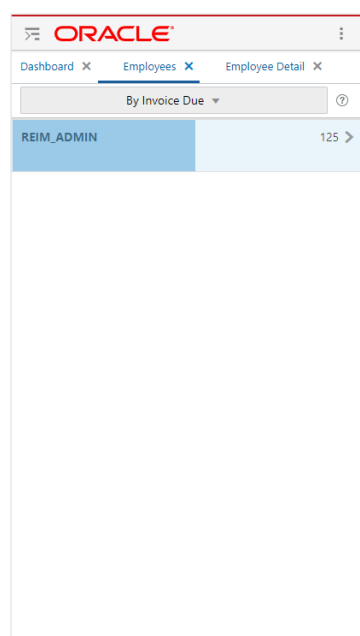 ORACLE
Dashboard Employees Employee Detail
By Invoice Due
REIM_ADMIN 125